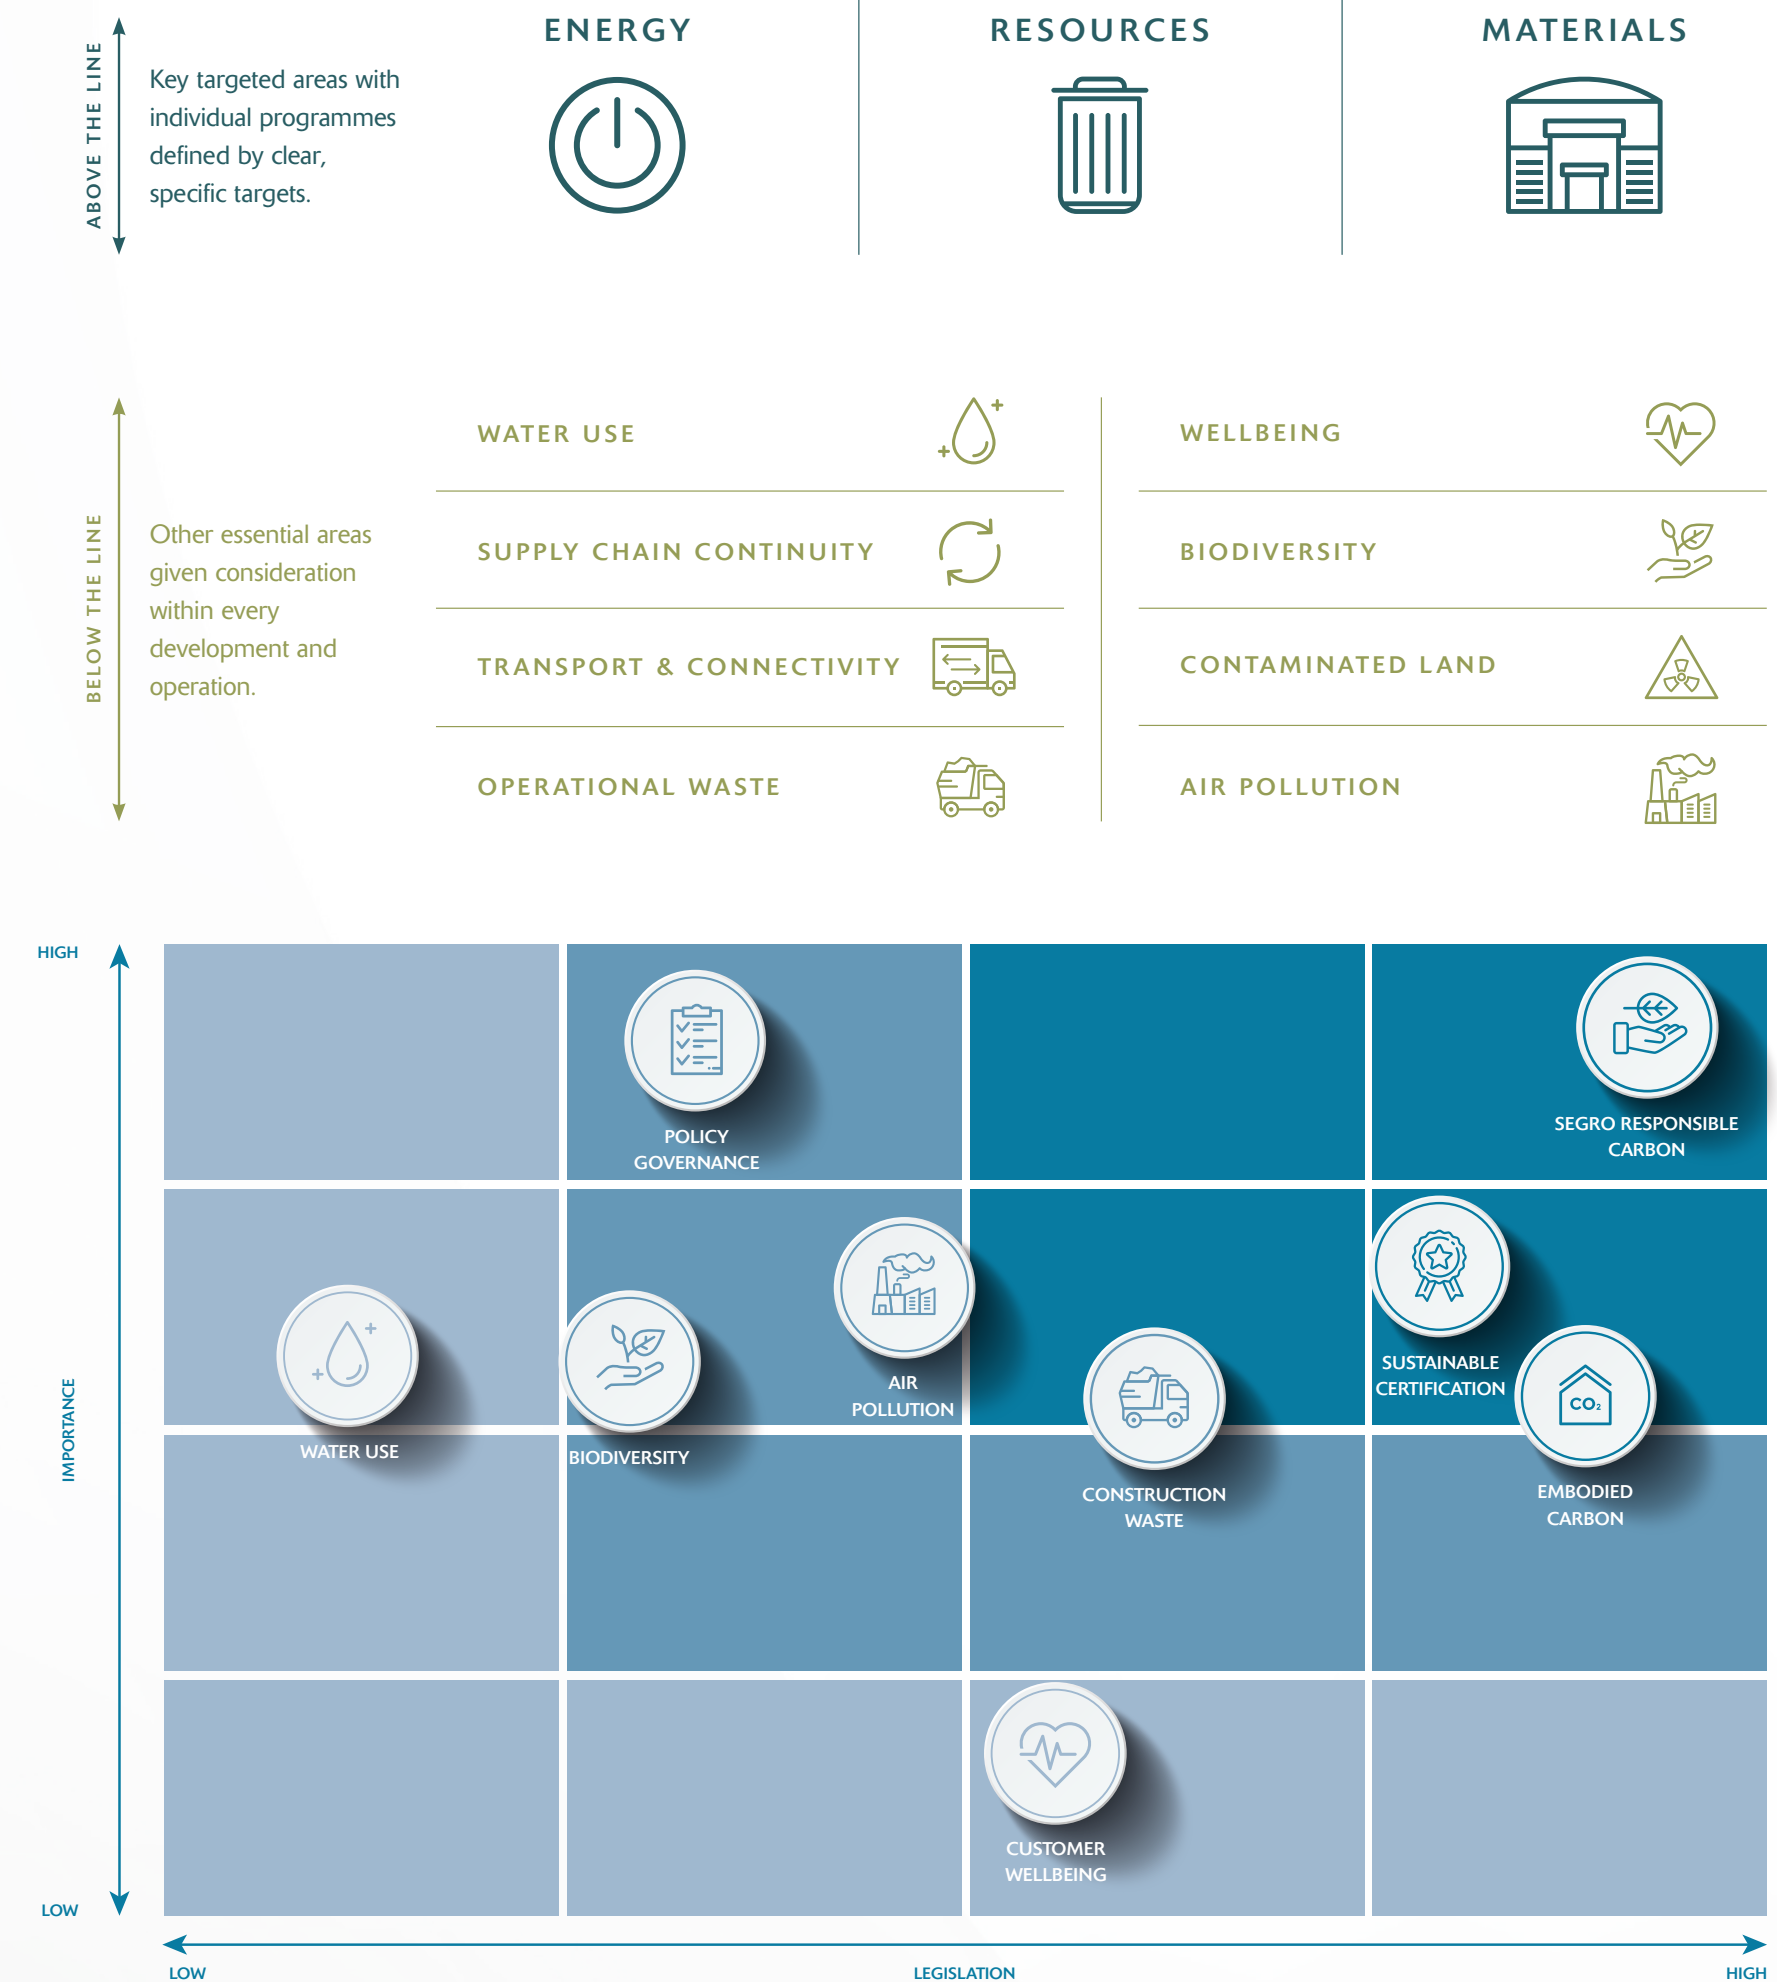 ABOVE THE LINE
Key targeted areas with
individual programmes
defined by clear,
specific targets.
ENERGY
RESOURCES
MATERIALS
BELOW THE LINE
Other essential areas
given consideration
within every
development and
operation.
WATER USE
SUPPLY CHAIN CONTINUITY
TRANSPORT & CONNECTIVITY
OPERATIONAL WASTE
WELLBEING
BIODIVERSITY
CONTAMINATED LAND
AIR POLLUTION
HIGH
IMPORTANCE
LOW
POLICY
GOVERNANCE
SEGRO RESPONSIBLE
CARBON
WATER USE
BIODIVERSITY
AIR
POLLUTION
CONSTRUCTION
WASTE
SUSTAINABLE
CERTIFICATION
CO₂
EMBODIED
CARBON
CUSTOMER
WELLBEING
LOW
LEGISLATION
HIGH